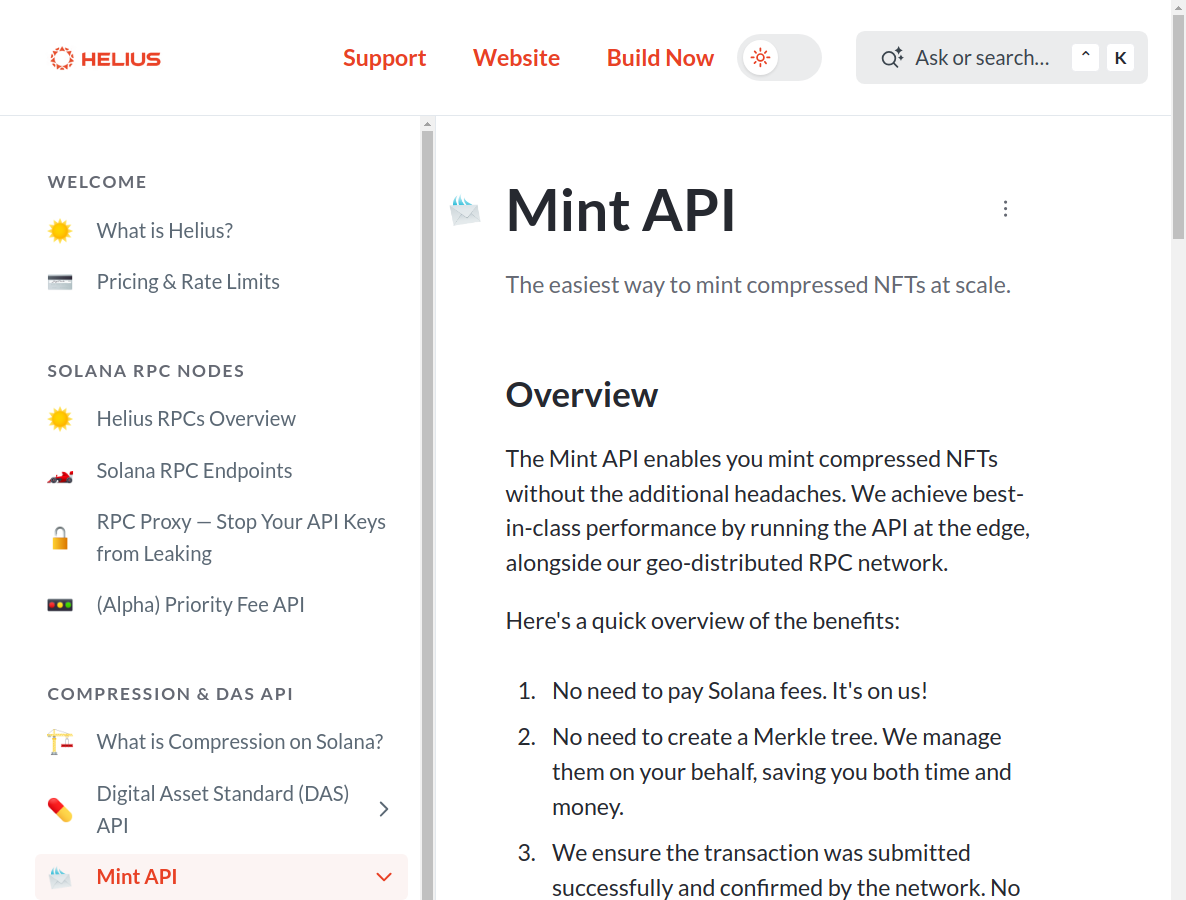 HELIUS
Support
Website
Build Now
Ask or search...
^
K
WELCOME
What is Helius?
Pricing & Rate Limits
SOLANA RPC NODES
Helius RPCs Overview
Solana RPC Endpoints
RPC Proxy — Stop Your API Keys
from Leaking
(Alpha) Priority Fee API
COMPRESSION & DAS API
What is Compression on Solana?
Digital Asset Standard (DAS)
API
Mint API
Mint API
The easiest way to mint compressed NFTs at scale.
Overview
The Mint API enables you mint compressed NFTs
without the additional headaches. We achieve best-
in-class performance by running the API at the edge,
alongside our geo-distributed RPC network.
Here's a quick overview of the benefits:
1. No need to pay Solana fees. It's on us!
2. No need to create a Merkle tree. We manage
them on your behalf, saving you both time and
money.
3. We ensure the transaction was submitted
successfully and confirmed by the network. No